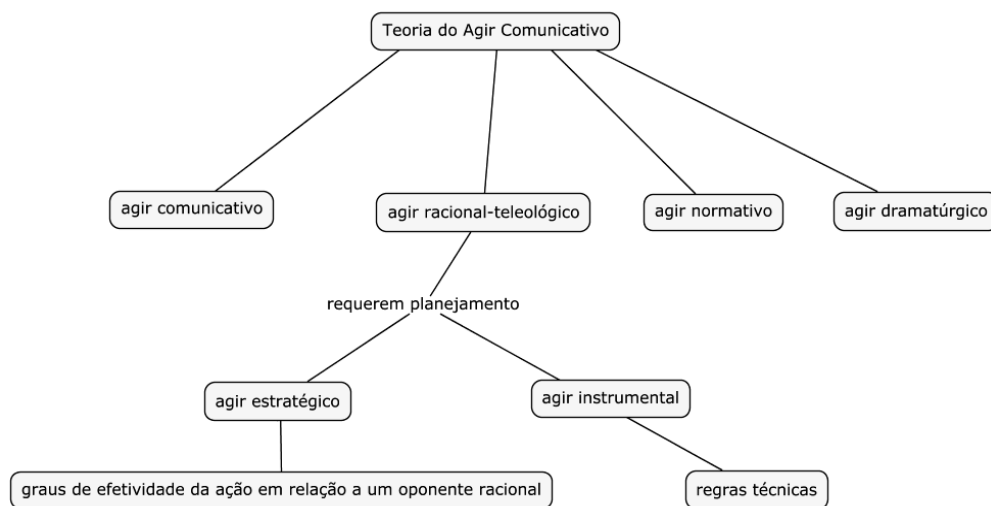 Teoria do Agir Comunicativo
agir comunicativo
agir racional-teleológico
agir normativo
agir dramatúrgico
requerem planejamento
agir estratégico
agir instrumental
graus de efetividade da ação em relação a um oponente racional
regras técnicas